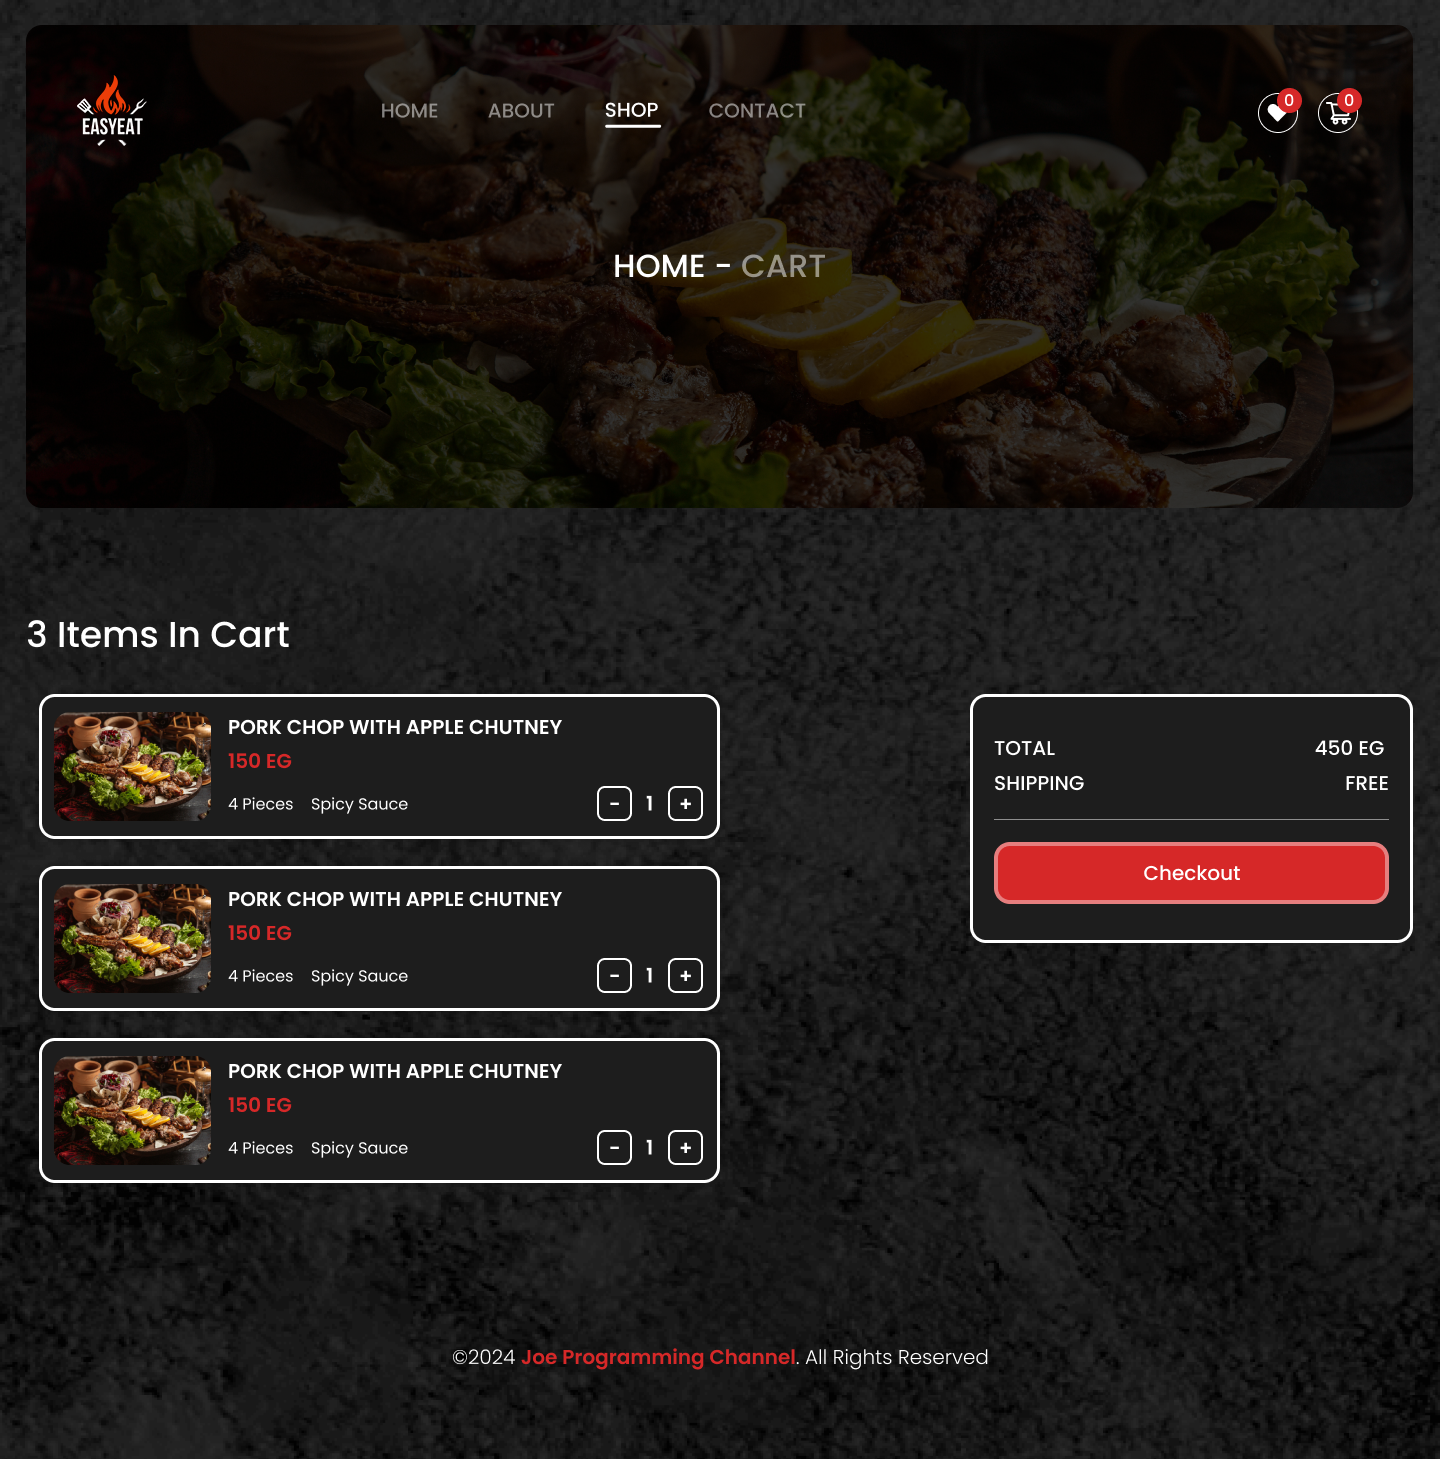 EASYEAT
HOME ABOUT SHOP CONTACT
0 0
HOME - CART
3 Items In Cart
PORK CHOP WITH APPLE CHUTNEY
150 EG
4 Pieces Spicy Sauce - 1 +
PORK CHOP WITH APPLE CHUTNEY
150 EG
4 Pieces Spicy Sauce - 1 +
PORK CHOP WITH APPLE CHUTNEY
150 EG
4 Pieces Spicy Sauce - 1 +
TOTAL 450 EG
SHIPPING FREE
Checkout
©2024 Joe Programming Channel. All Rights Reserved